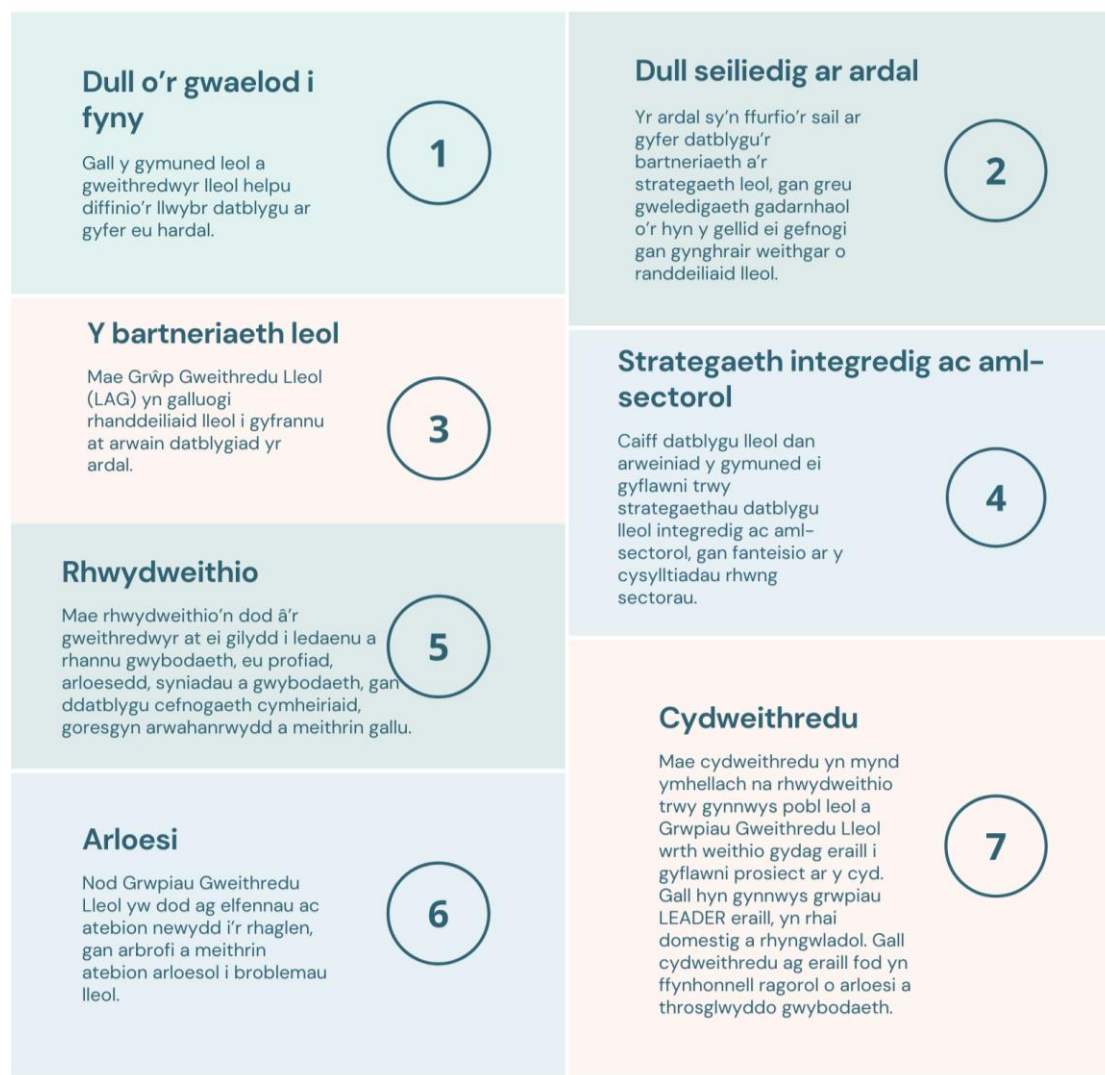 Dull o'r gwaelod i
fyny
Gall y gymuned leol a
gweithredwyr lleol helpu
diffinio'r llwybr datblygu ar
gyfer eu hardal.
1
Dull seiliedig ar ardal
Yr ardal sy'n ffurfio'r sail ar
gyfer datblygu'r
bartneriaeth a'r
strategaeth leol, gan greu
gweledigaeth gadarnhaol
o'r hyn y gellid ei gefnogi
gan gynghrair weithgar o
randdeiliaid lleol.
2
Y bartneriaeth leol
Mae Grŵp Gweithredu Lleol
(LAG) yn galluogi
rhanddeiliaid lleol i gyfrannu
at arwain datblygiad yr
ardal.
3
Strategaeth integredig ac aml-
sectorol
Caiff datblygu lleol dan
arweiniad y gymuned ei
gyflawni trwy
strategaethau datblygu
lleol integredig ac aml-
sectorol, gan fanteisio ar y
cysylltiadau rhwng
sectorau.
4
Rhwydweithio
Mae rhwydweithio'n dod â'r
gweithredwyr at ei gilydd i ledaenu a
rhannu gwybodaeth, eu profiad,
arloesedd, syniadau a gwybodaeth, gan
ddatblygu cefnogaeth cymheiriaid,
goresgyn arwahanrwydd a meithrin gallu.
5
Arloesi
Nod Grwpiau Gweithredu
Lleol yw dod ag elfennau ac
atebion newydd i'r rhaglen,
gan arbrofi a meithrin
atebion arloesol i broblemau
lleol.
6
Cydweithredu
Mae cydweithredu yn mynd
ymhellach na rhwydweithio
trwy gynnwys pobl leol a
Grwpiau Gweithredu Lleol
wrth weithio gydag eraill i
gyflawni prosiect ar y cyd.
Gall hyn gynnwys grwpiau
LEADER eraill, yn rhai
domestig a rhyngwladol. Gall
cydweithredu ag eraill fod yn
ffynhonnell ragorol o arloesi a
throsglwyddo gwybodaeth.
7